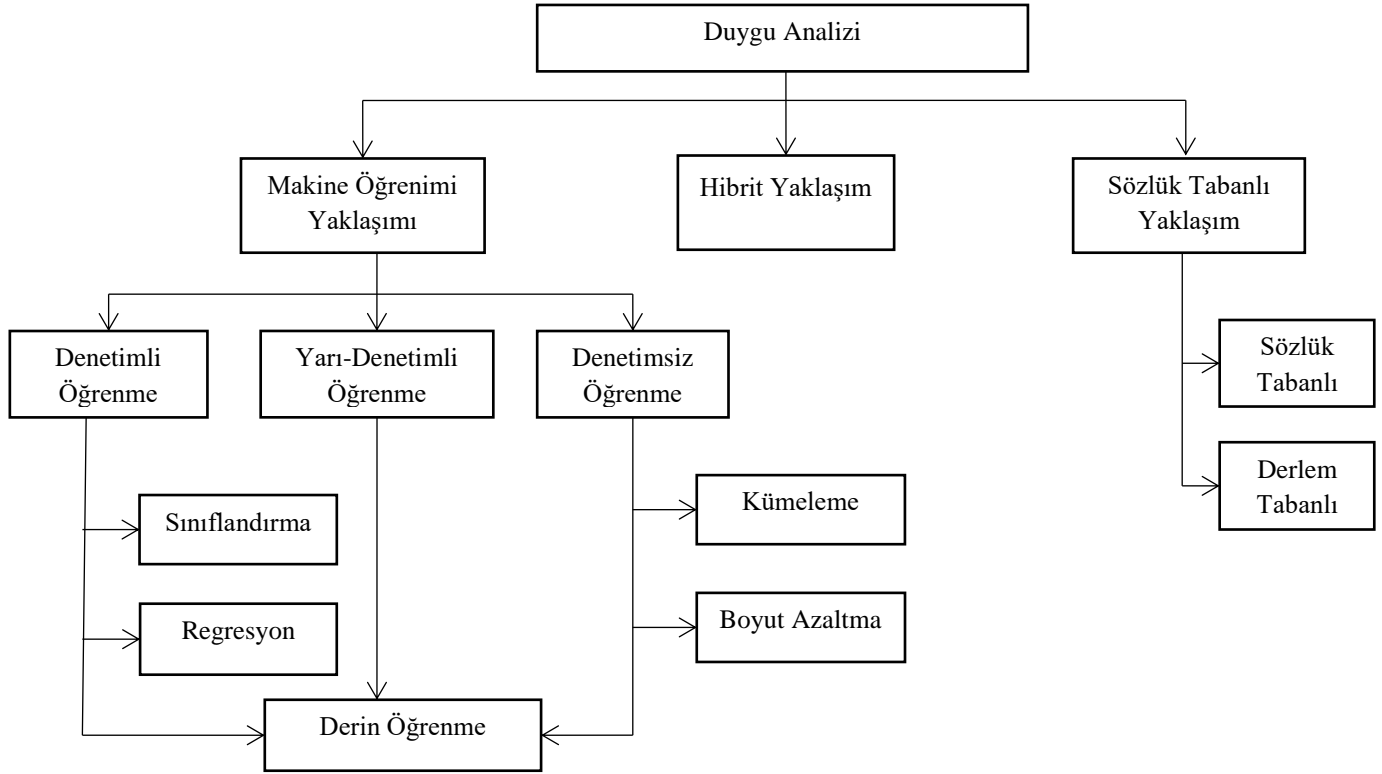 Duygu Analizi
Makine Öğrenimi
Yaklaşımı
Hibrit Yaklaşım
Sözlük Tabanlı
Yaklaşım
Denetimli
Öğrenme
Yarı-Denetimli
Öğrenme
Denetimsiz
Öğrenme
Sözlük
Tabanlı
Derlem
Tabanlı
Sınıflandırma
Kümeleme
Regresyon
Boyut Azaltma
Derin Öğrenme